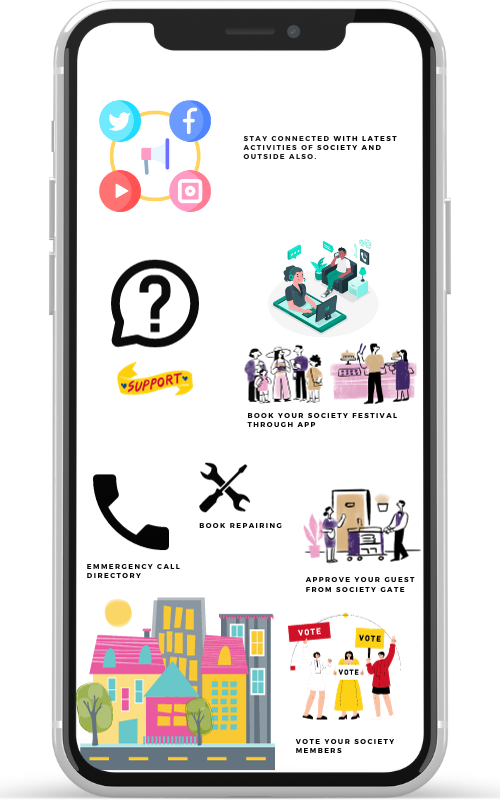 STAY CONNECTED WITH LATEST
ACTIVITIES OF SOCIETY AND
OUTSIDE ALSO.
?
SUPPORT
BOOK YOUR SOCIETY FESTIVAL
THROUGH APP
BOOK REPAIRING
EMMERGENCY CALL
DIRECTORY
APPROVE YOUR GUEST
FROM SOCIETY GATE
VOTE
VOTE
VOTE
VOTE YOUR SOCIETY
MEMBERS